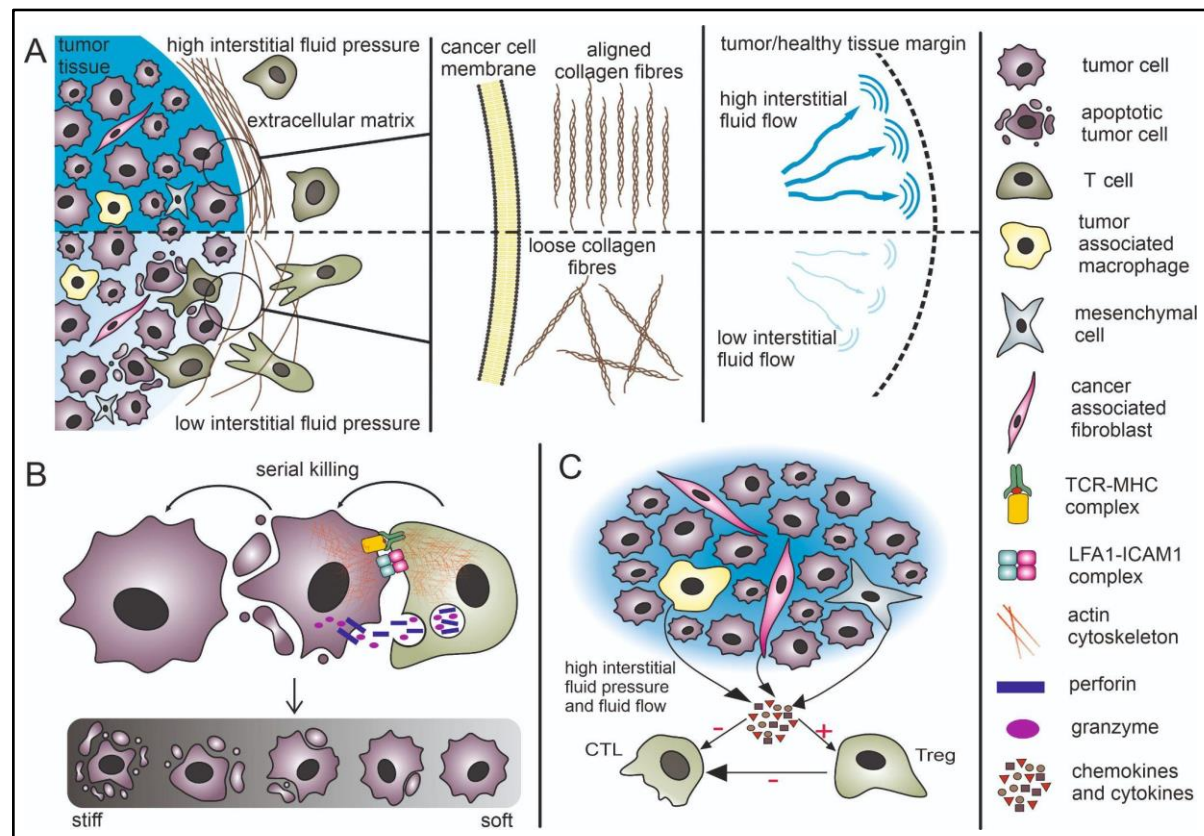 A
tumor
tissue
high interstitial fluid pressure
extracellular matrix
low interstitial fluid pressure
cancer cell
membrane
aligned
collagen fibres
loose collagen
fibres
tumor/healthy tissue margin
high interstitial
fluid flow
low interstitial
fluid flow
B
serial killing
stiff
soft
C
high interstitial
fluid pressure
and fluid flow
-
+
CTL
Treg
-
tumor cell
apoptotic
tumor cell
T cell
tumor
associated
macrophage
mesenchymal
cell
cancer
associated
fibroblast
TCR-MHC
complex
LFA1-ICAM1
complex
actin
cytoskeleton
perforin
granzyme
chemokines
and cytokines